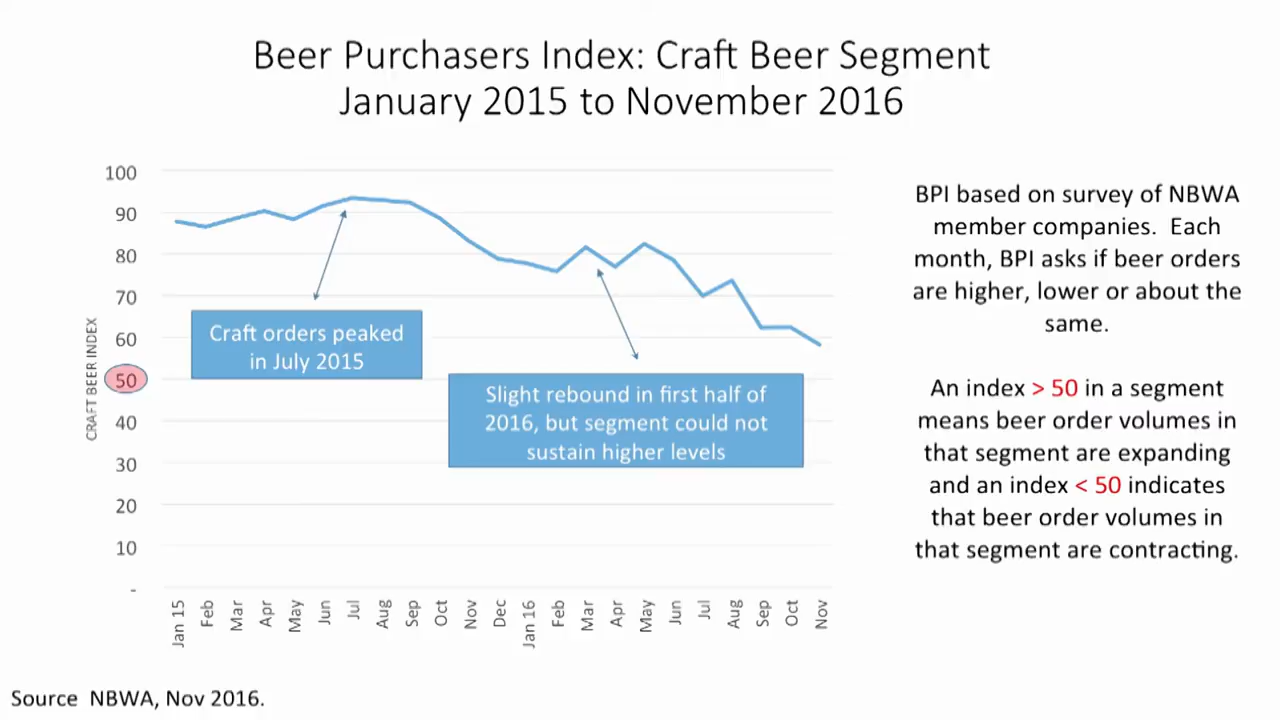 Beer Purchasers Index: Craft Beer Segment
January 2015 to November 2016
100
90
80
70
60
50
40
30
20
10
-
CRAFT BEER INDEX
Craft orders peaked
in July 2015
Slight rebound in first half of
2016, but segment could not
sustain higher levels
Jan 15
Feb
Mar
Apr
May
Jun
Jul
Aug
Sep
Oct
Nov
Dec
Jan 16
Feb
Mar
Apr
May
Jun
Jul
Aug
Sep
Oct
Nov
BPI based on survey of NBWA
member companies. Each
month, BPI asks if beer orders
are higher, lower or about the
same.
An index > 50 in a segment
means beer order volumes in
that segment are expanding
and an index < 50 indicates
that beer order volumes in
that segment are contracting.
Source NBWA, Nov 2016.